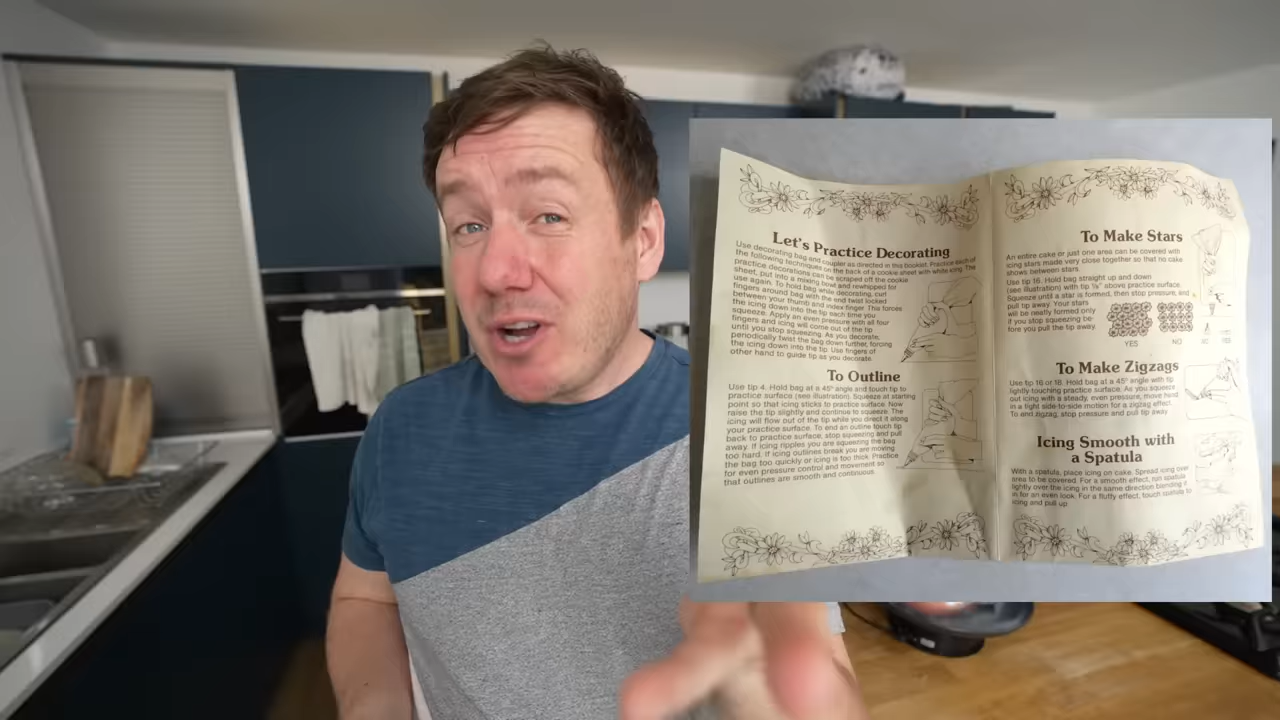 Let's Practice Decorating
Use decorating bag and coupler as directed in this booklet. Practice each of
the following techniques on the back of a cookie sheet with white icing. The
practice decorations can be scraped off the cookie
sheet, put into a mixing bowl and rewhipped for
use again. To hold bag while decorating, curl
fingers around bag with the end twist locked
between your thumb and index finger. This forces
the icing down into the tip each time you
squeeze. Apply an even pressure with all four
fingers and icing will come out of the tip
until you stop squeezing. As you decorate,
periodically twist the bag down further, forcing
the icing down into the tip. Use fingers of
other hand to guide tip as you decorate.
To Outline
Use tip 4. Hold bag at a 45° angle and touch tip to
practice surface (see illustration). Squeeze at starting
point so that icing sticks to practice surface. Now
raise the tip slightly and continue to squeeze. The
icing will flow out of the tip while you direct it along
your practice surface. To end an outline touch tip
back to practice surface, stop squeezing and pull
away. If icing ripples you are squeezing the bag
too hard. If icing outlines break you are moving
the bag too quickly or icing is too thick. Practice
for even pressure control and movement so
that outlines are smooth and continuous.
To Make Stars
An entire cake or just one area can be covered with
icing stars made very close together so that no cake
shows between stars.
Use tip 16. Hold bag straight up and down
(see illustration) with tip ⅛" above practice surface.
Squeeze until a star is formed, then stop pressure, and
pull tip away. Your stars
will be neatly formed only
if you stop squeezing be-
fore you pull the tip away.
YES NO NO YES
To Make Zigzags
Use tip 16 or 18. Hold bag at a 45° angle with tip
lightly touching practice surface. As you squeeze
out icing with a steady, even pressure, move hand
in a tight side-to-side motion for a zigzag effect.
To end zigzag, stop pressure and pull tip away.
Icing Smooth with
a Spatula
With a spatula, place icing on cake. Spread icing over
area to be covered. For a smooth effect, run spatula
lightly over the icing in the same direction blending it
in for an even look. For a fluffy effect, touch spatula to
icing and pull up.